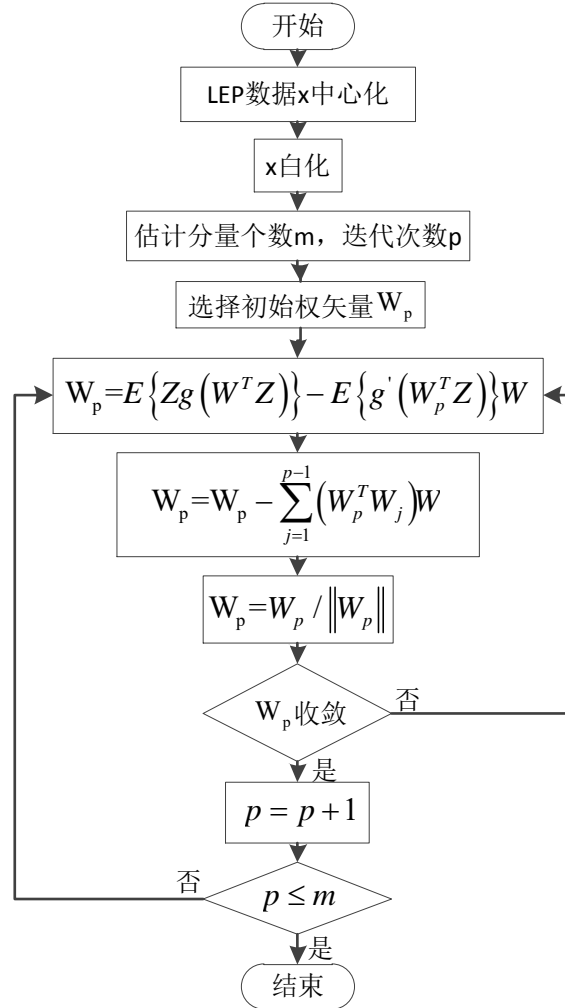 开始
LEP数据x中心化
x白化
估计分量个数m，迭代次数p
选择初始权矢量W_p
W_p=E{Zg(W^T Z)}-E{g'(W_p^T Z)}W
W_p=W_p-∑_{j=1}^{p-1}(W_p^T W_j)W
W_p=W_p/‖W_p‖
W_p收敛
否
是
p=p+1
否
p≤m
是
结束